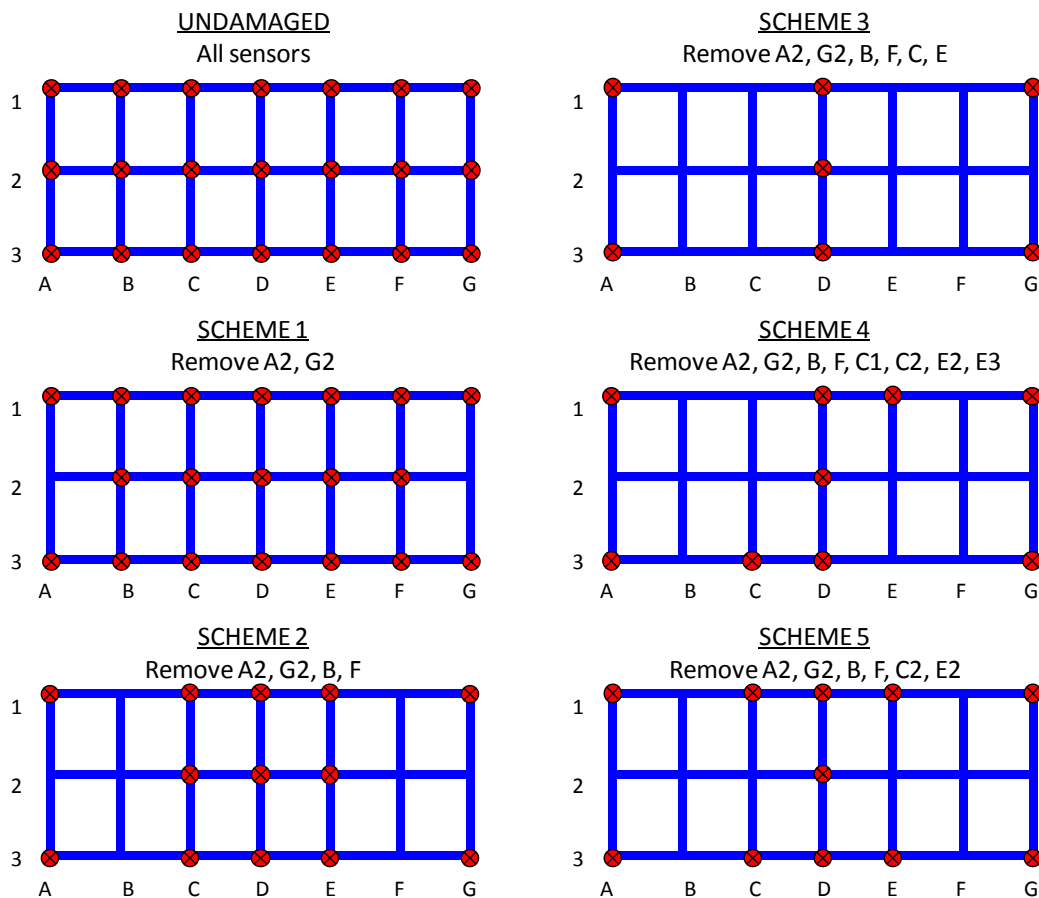 UNDAMAGED
All sensors
1
2
3
A B C D E F G
SCHEME 3
Remove A2, G2, B, F, C, E
1
2
3
A B C D E F G
SCHEME 1
Remove A2, G2
1
2
3
A B C D E F G
SCHEME 4
Remove A2, G2, B, F, C1, C2, E2, E3
1
2
3
A B C D E F G
SCHEME 2
Remove A2, G2, B, F
1
2
3
A B C D E F G
SCHEME 5
Remove A2, G2, B, F, C2, E2
1
2
3
A B C D E F G